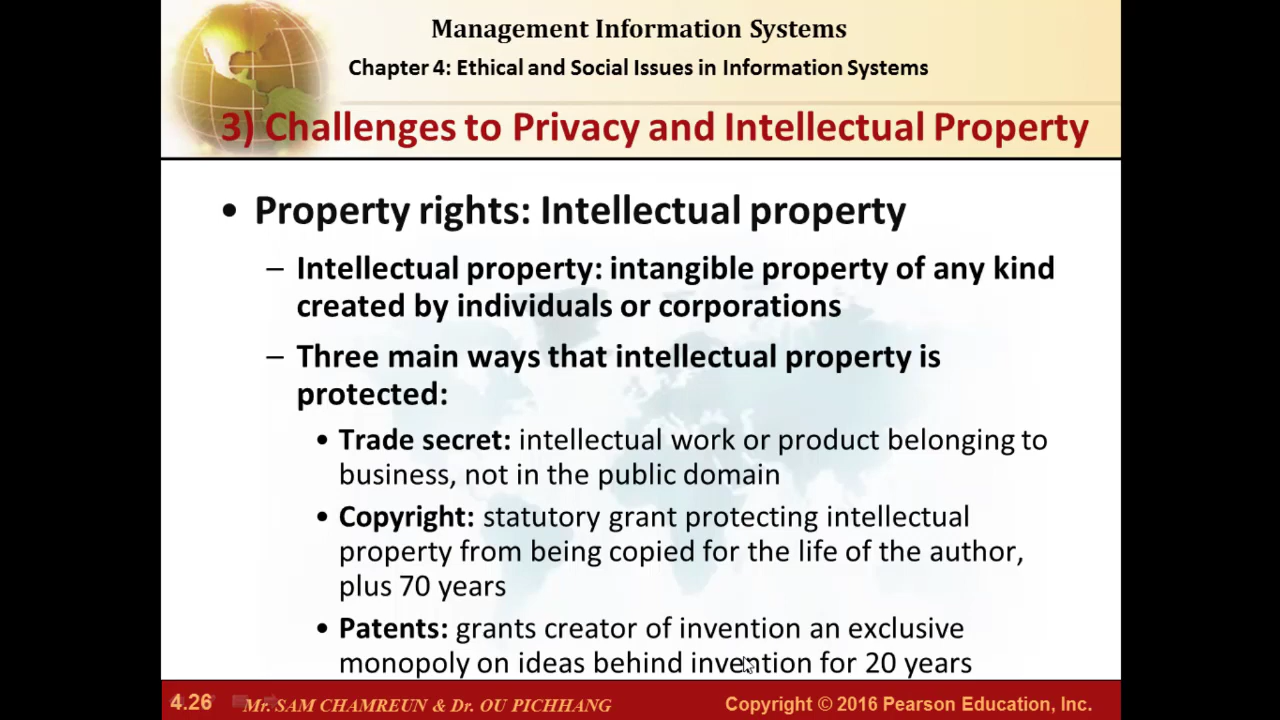 Management Information Systems
Chapter 4: Ethical and Social Issues in Information Systems
3) Challenges to Privacy and Intellectual Property
• Property rights: Intellectual property
– Intellectual property: intangible property of any kind
created by individuals or corporations
– Three main ways that intellectual property is
protected:
• Trade secret: intellectual work or product belonging to
business, not in the public domain
• Copyright: statutory grant protecting intellectual
property from being copied for the life of the author,
plus 70 years
• Patents: grants creator of invention an exclusive
monopoly on ideas behind invention for 20 years
4.26 Mr. SAM CHAMREUN & Dr. OU PICHHANG Copyright © 2016 Pearson Education, Inc.